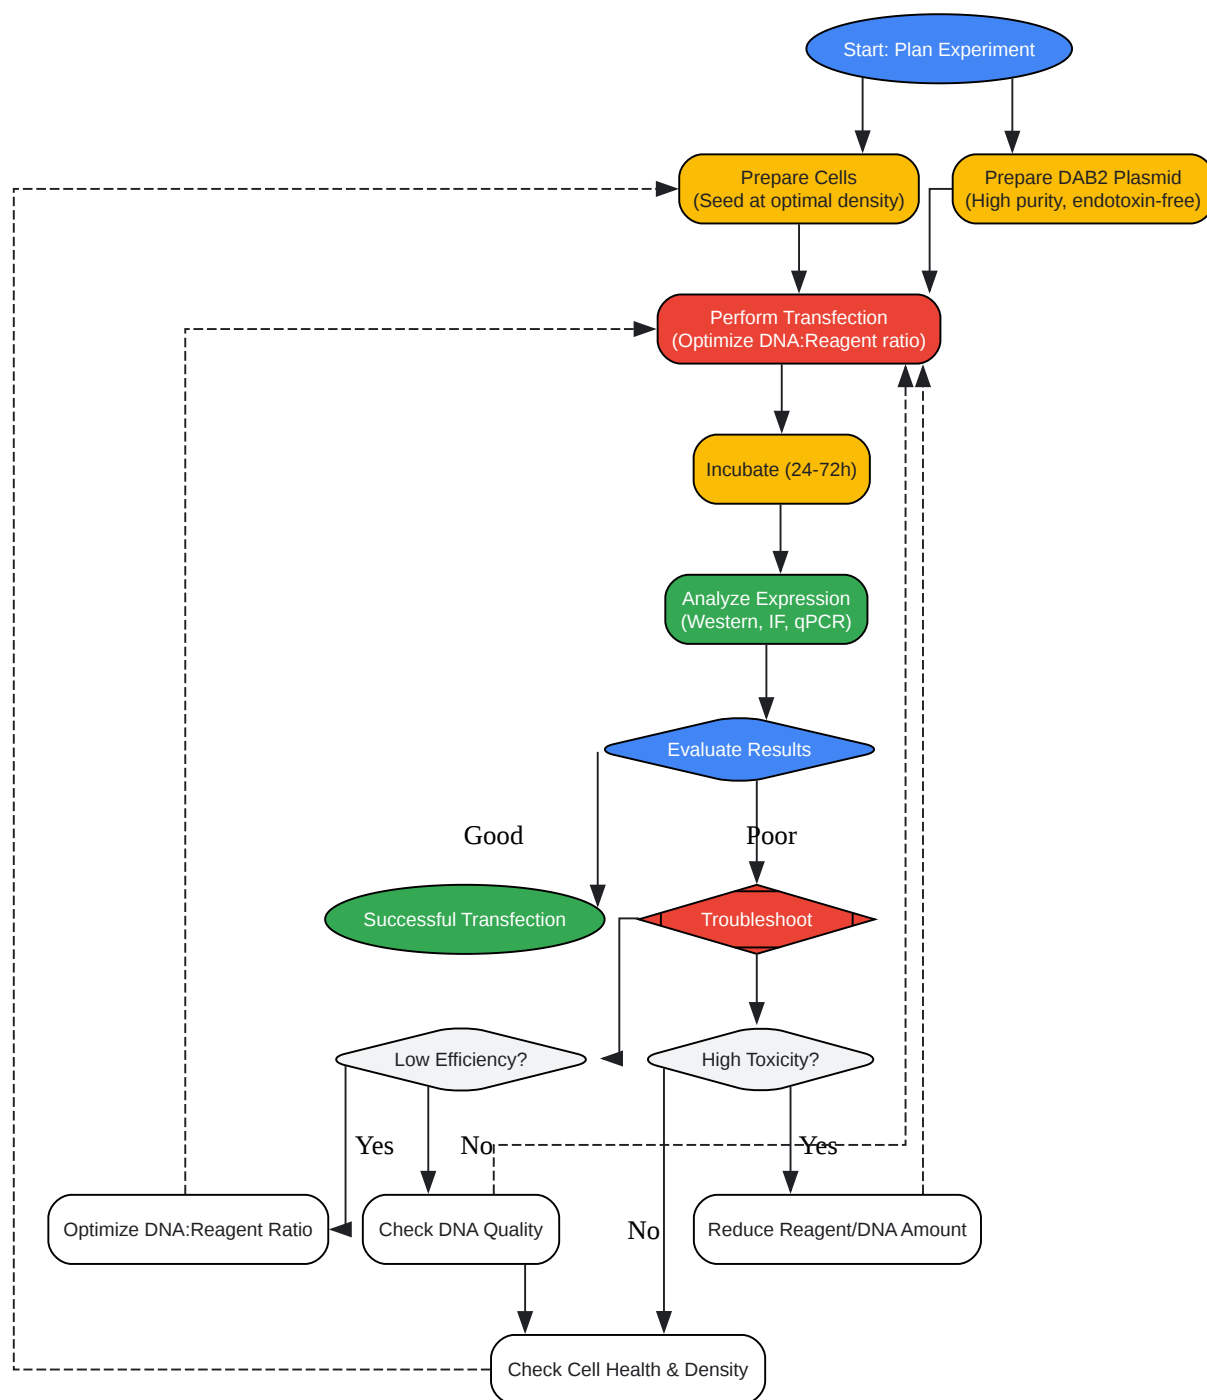 Start: Plan Experiment
Prepare Cells
(Seed at optimal density)
Prepare DAB2 Plasmid
(High purity, endotoxin-free)
Perform Transfection
(Optimize DNA:Reagent ratio)
Incubate (24-72h)
Analyze Expression
(Western, IF, qPCR)
Evaluate Results
Good
Poor
Successful Transfection
Troubleshoot
Low Efficiency?
High Toxicity?
Yes
No
Yes
Optimize DNA:Reagent Ratio
Check DNA Quality
No
Reduce Reagent/DNA Amount
Check Cell Health & Density